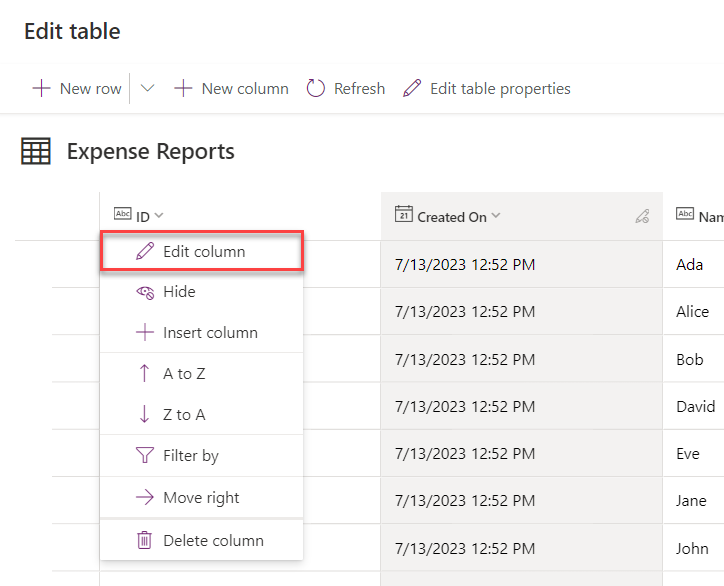 Edit table
New row New column Refresh Edit table properties
Expense Reports
Abc ID 21 Created On Abc Nam
Edit column 7/13/2023 12:52 PM Ada
Hide 7/13/2023 12:52 PM Alice
Insert column 7/13/2023 12:52 PM Bob
A to Z 7/13/2023 12:52 PM David
Z to A
Filter by 7/13/2023 12:52 PM Eve
Move right 7/13/2023 12:52 PM Jane
Delete column 7/13/2023 12:52 PM John